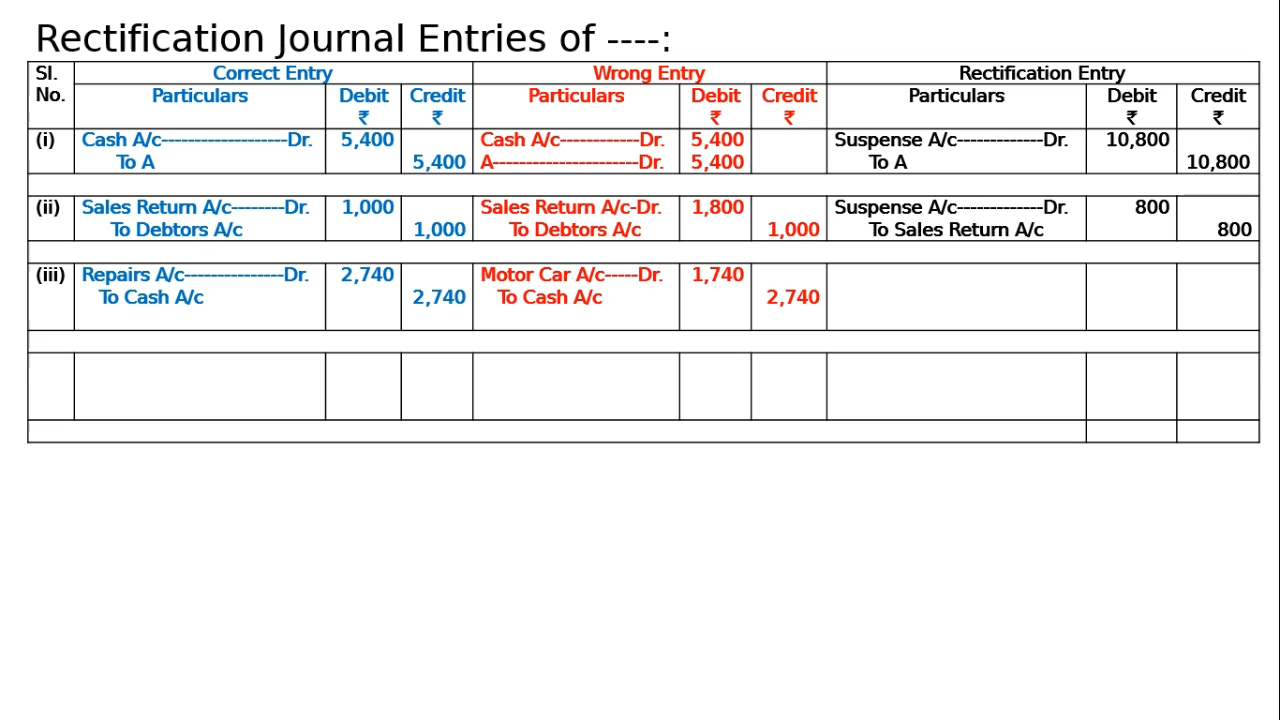 Rectification Journal Entries of ----:
Sl. Correct Entry Wrong Entry Rectification Entry
No. Particulars Debit Credit Particulars Debit Credit Particulars Debit Credit
₹ ₹ ₹ ₹ ₹ ₹
(i) Cash A/c-------------------Dr. 5,400 Cash A/c------------Dr. 5,400 Suspense A/c-------------Dr. 10,800
To A 5,400 A----------------------Dr. 5,400 To A 10,800
(ii) Sales Return A/c--------Dr. 1,000 Sales Return A/c-Dr. 1,800 Suspense A/c-------------Dr. 800
To Debtors A/c 1,000 To Debtors A/c 1,000 To Sales Return A/c 800
(iii) Repairs A/c---------------Dr. 2,740 Motor Car A/c-----Dr. 1,740
To Cash A/c 2,740 To Cash A/c 2,740